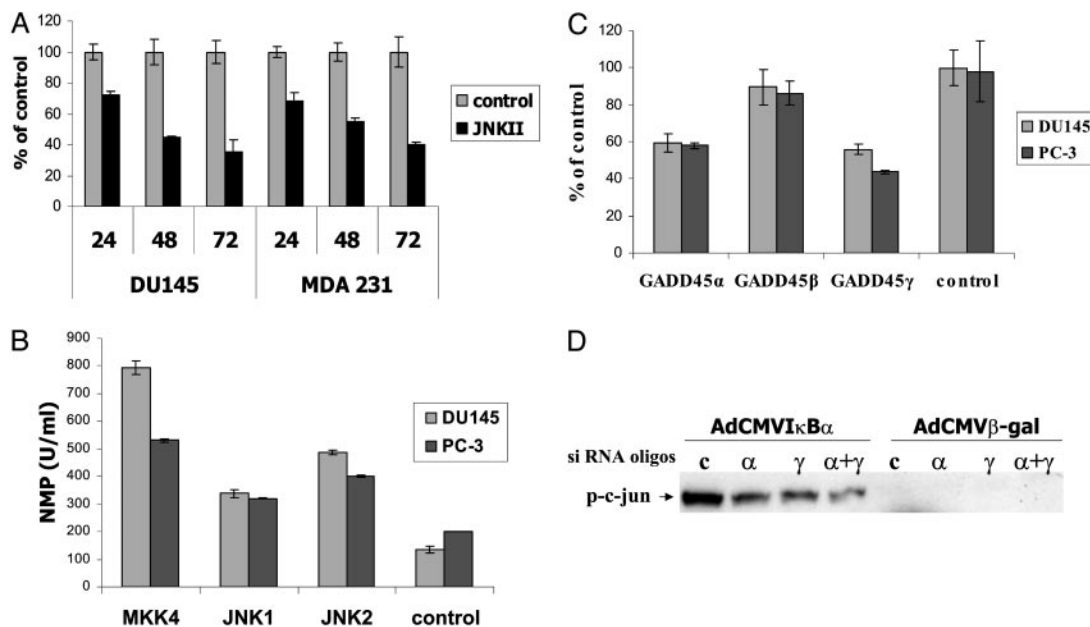 A
% of control
120
100
80
60
40
20
0
24 48 72 24 48 72
DU145 MDA 231
control
JNKII
B
NMP (U/ml)
900
800
700
600
500
400
300
200
100
0
MKK4 JNK1 JNK2 control
DU145
PC-3
C
% of control
120
100
80
60
40
20
0
GADD45α GADD45β GADD45γ control
DU145
PC-3
D
AdCMVIκBα AdCMVβ-gal
si RNA oligos c α γ α+γ c α γ α+γ
p-c-jun